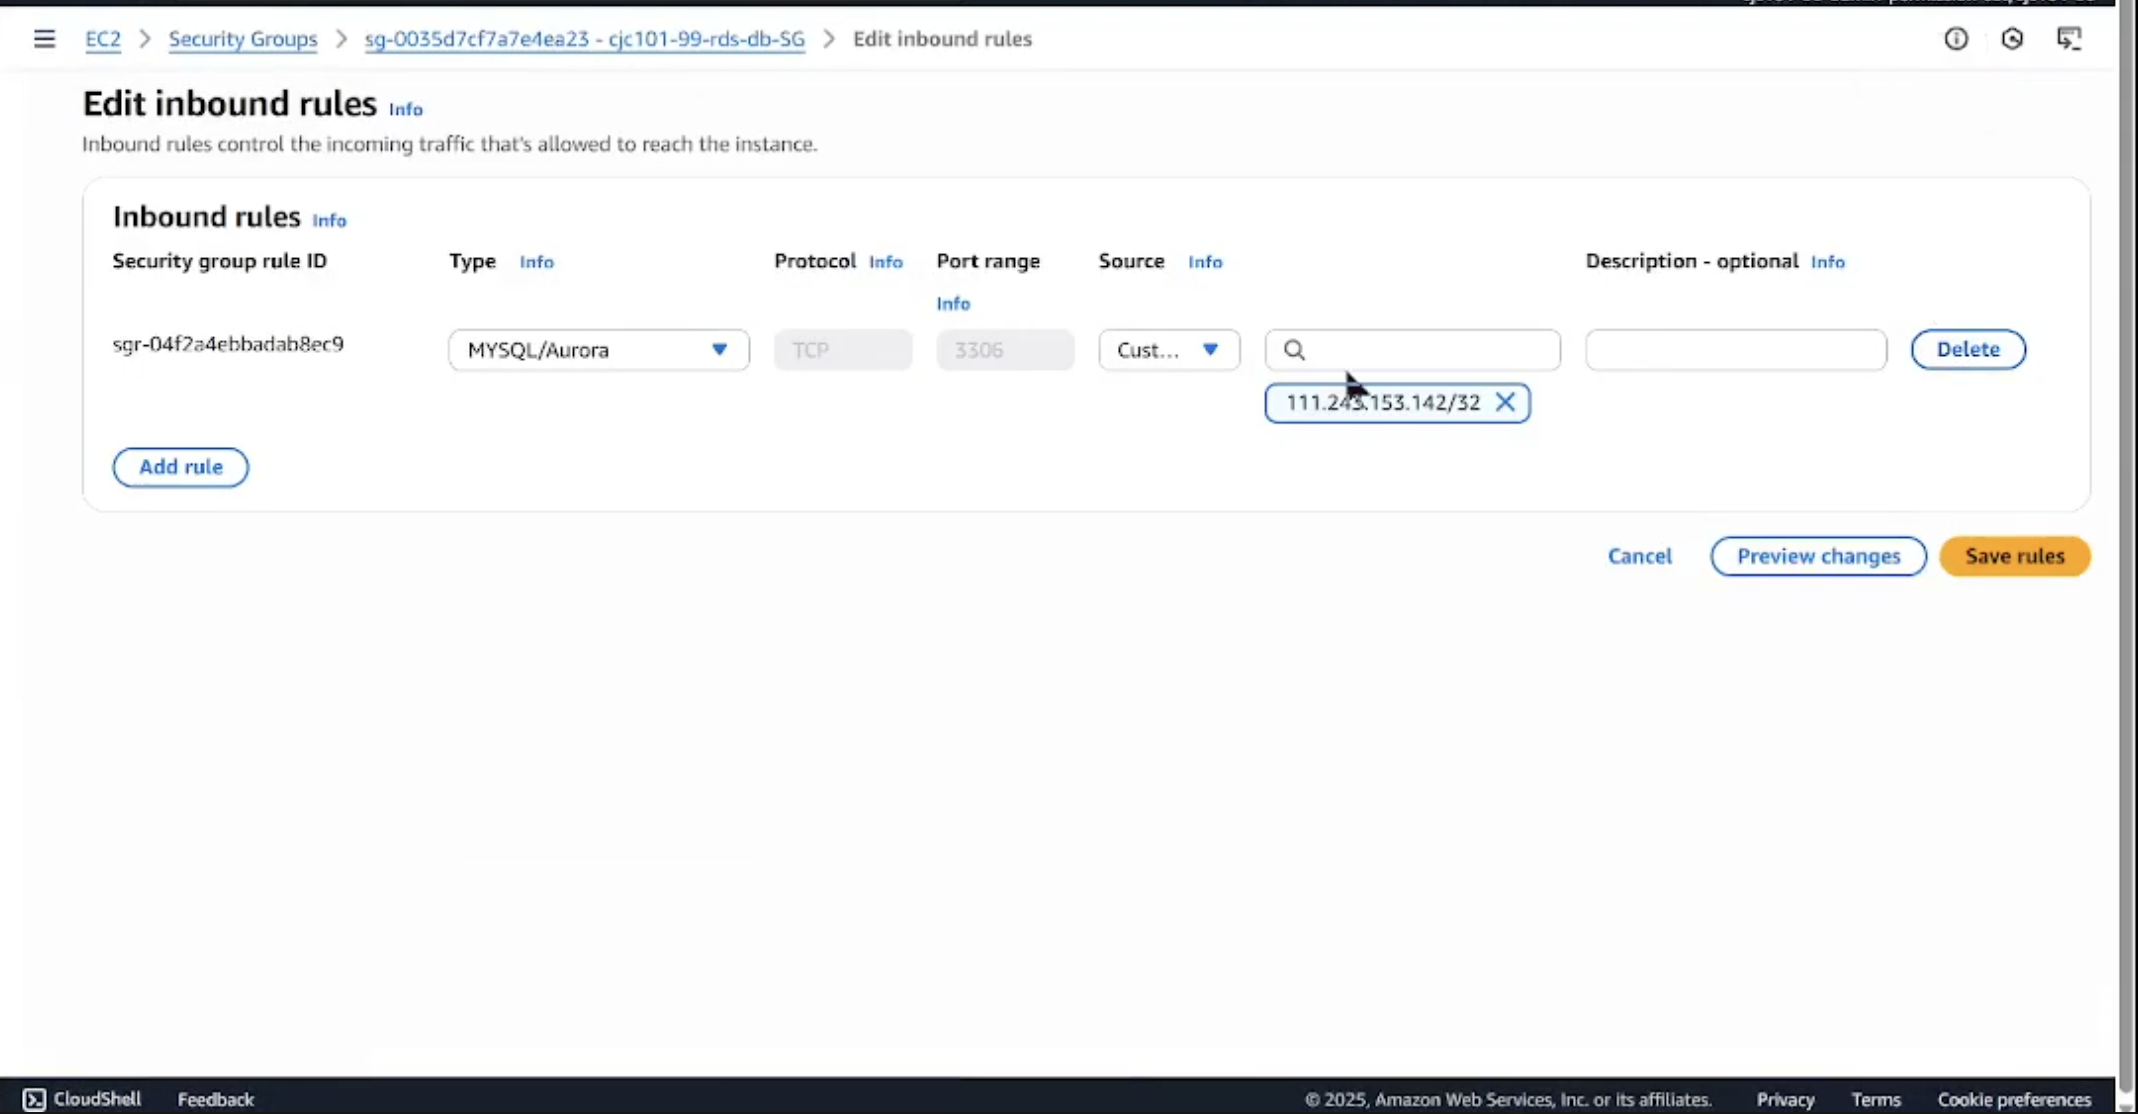 EC2 > Security Groups > sg-0035d7cf7a7e4ea23 - cjc101-99-rds-db-SG > Edit inbound rules
Edit inbound rules Info
Inbound rules control the incoming traffic that's allowed to reach the instance.
Inbound rules Info
Security group rule ID Type Info Protocol Info Port range Source Info Description - optional Info
Info
sgr-04f2a4ebbadab8ec9 MYSQL/Aurora TCP 3306 Cust... Delete
111.243.153.142/32
Add rule
Cancel Preview changes Save rules
CloudShell Feedback © 2025, Amazon Web Services, Inc. or its affiliates. Privacy Terms Cookie preferences